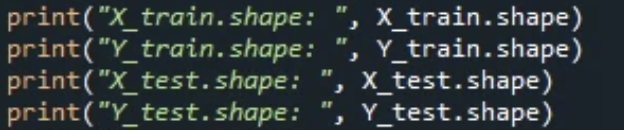 print("X_train.shape: ", X_train.shape)
print("Y_train.shape: ", Y_train.shape)
print("X_test.shape: ", X_test.shape)
print("Y_test.shape: ", Y_test.shape)